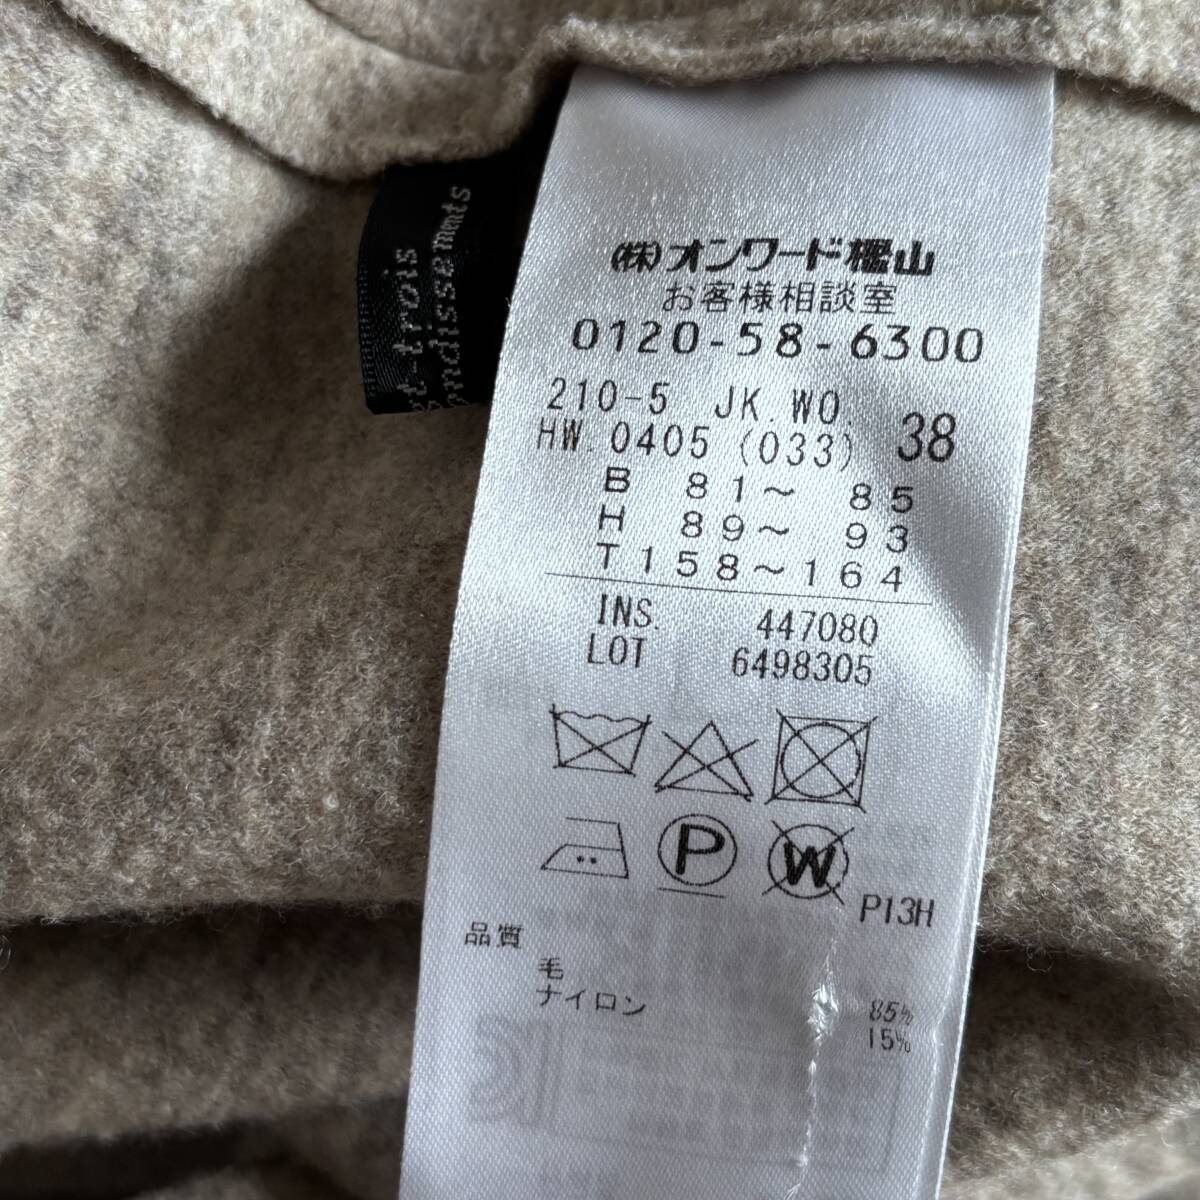 (株)オンワード樫山
お客様相談室
0120-58-6300
210-5 JK.WO.
HW.0405 (033) 38
B 81～ 85
H 89～ 93
T158～164
INS. 447080
LOT 6498305
P
W
P13H
品質
毛 85%
ナイロン 15%
t-trois
ondissements